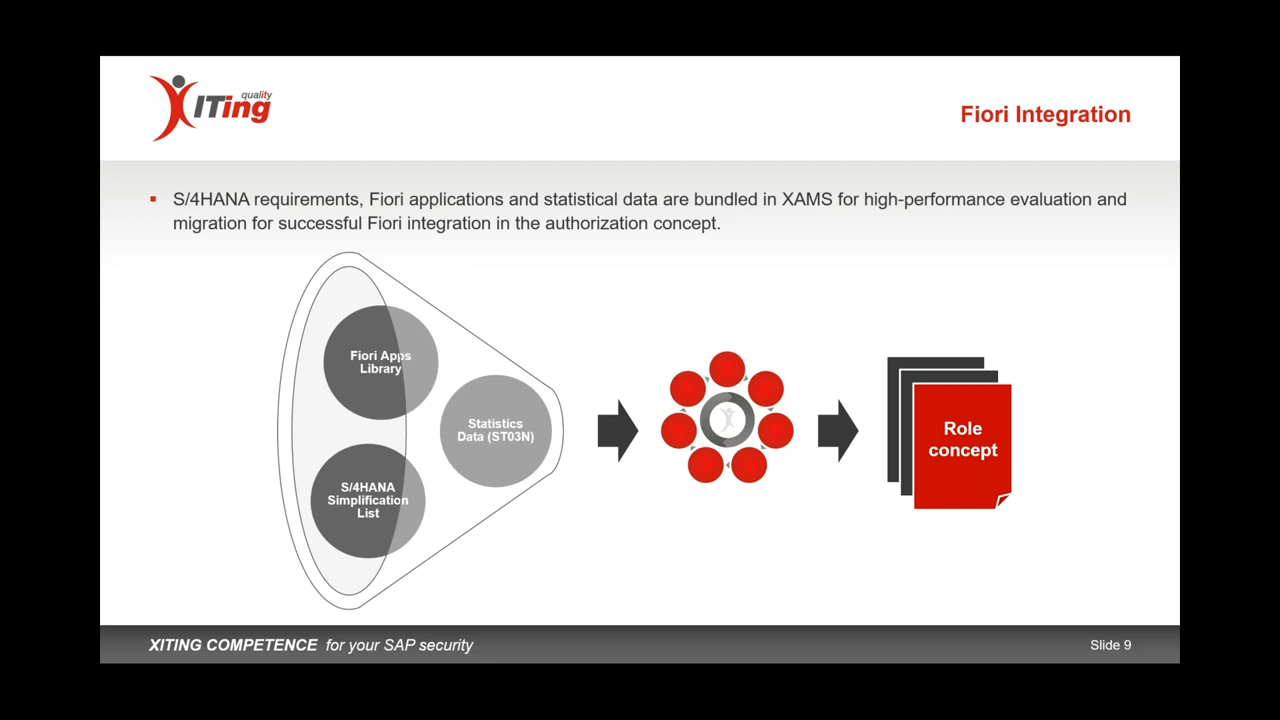 quality
XITing
Fiori Integration
▪ S/4HANA requirements, Fiori applications and statistical data are bundled in XAMS for high-performance evaluation and
migration for successful Fiori integration in the authorization concept.
Fiori Apps
Library
Statistics
Data (ST03N)
S/4HANA
Simplification
List
Role
concept
XITING COMPETENCE for your SAP security
Slide 9